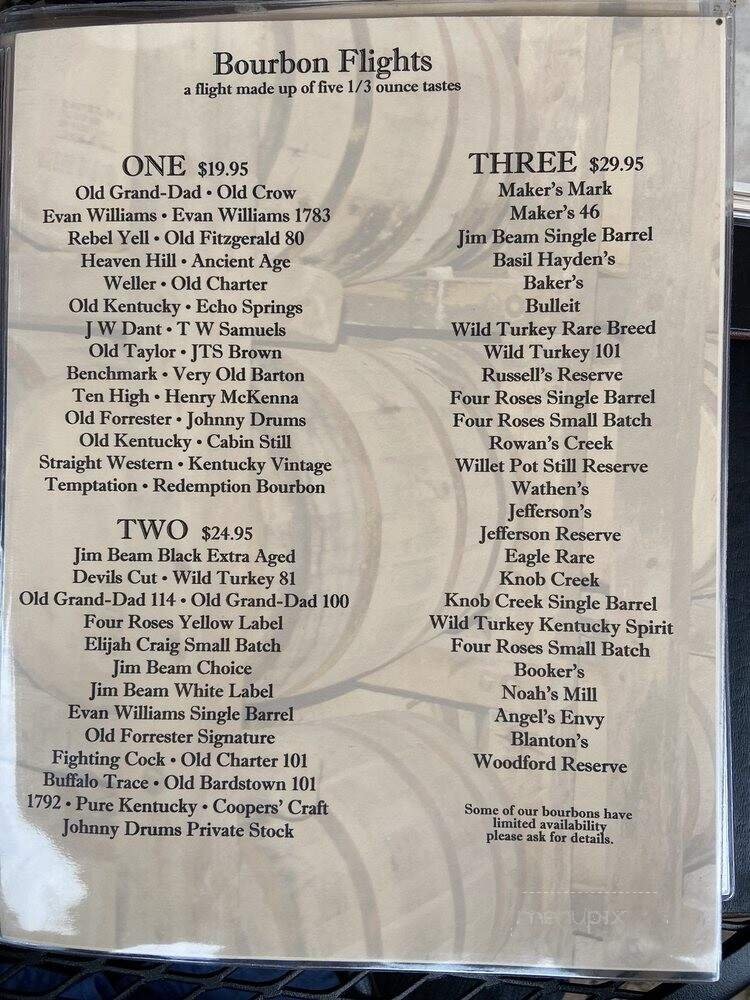 Bourbon Flights
a flight made up of five 1/3 ounce tastes
ONE $19.95
Old Grand-Dad • Old Crow
Evan Williams • Evan Williams 1783
Rebel Yell • Old Fitzgerald 80
Heaven Hill • Ancient Age
Weller • Old Charter
Old Kentucky • Echo Springs
J W Dant • T W Samuels
Old Taylor • JTS Brown
Benchmark • Very Old Barton
Ten High • Henry McKenna
Old Forrester • Johnny Drums
Old Kentucky • Cabin Still
Straight Western • Kentucky Vintage
Temptation • Redemption Bourbon
TWO $24.95
Jim Beam Black Extra Aged
Devils Cut • Wild Turkey 81
Old Grand-Dad 114 • Old Grand-Dad 100
Four Roses Yellow Label
Elijah Craig Small Batch
Jim Beam Choice
Jim Beam White Label
Evan Williams Single Barrel
Old Forrester Signature
Fighting Cock • Old Charter 101
Buffalo Trace • Old Bardstown 101
1792 • Pure Kentucky • Coopers' Craft
Johnny Drums Private Stock
THREE $29.95
Maker's Mark
Maker's 46
Jim Beam Single Barrel
Basil Hayden's
Baker's
Bulleit
Wild Turkey Rare Breed
Wild Turkey 101
Russell's Reserve
Four Roses Single Barrel
Four Roses Small Batch
Rowan's Creek
Willet Pot Still Reserve
Wathen's
Jefferson's
Jefferson Reserve
Eagle Rare
Knob Creek
Knob Creek Single Barrel
Wild Turkey Kentucky Spirit
Four Roses Small Batch
Booker's
Noah's Mill
Angel's Envy
Blanton's
Woodford Reserve
Some of our bourbons have
limited availability
please ask for details.
menupix